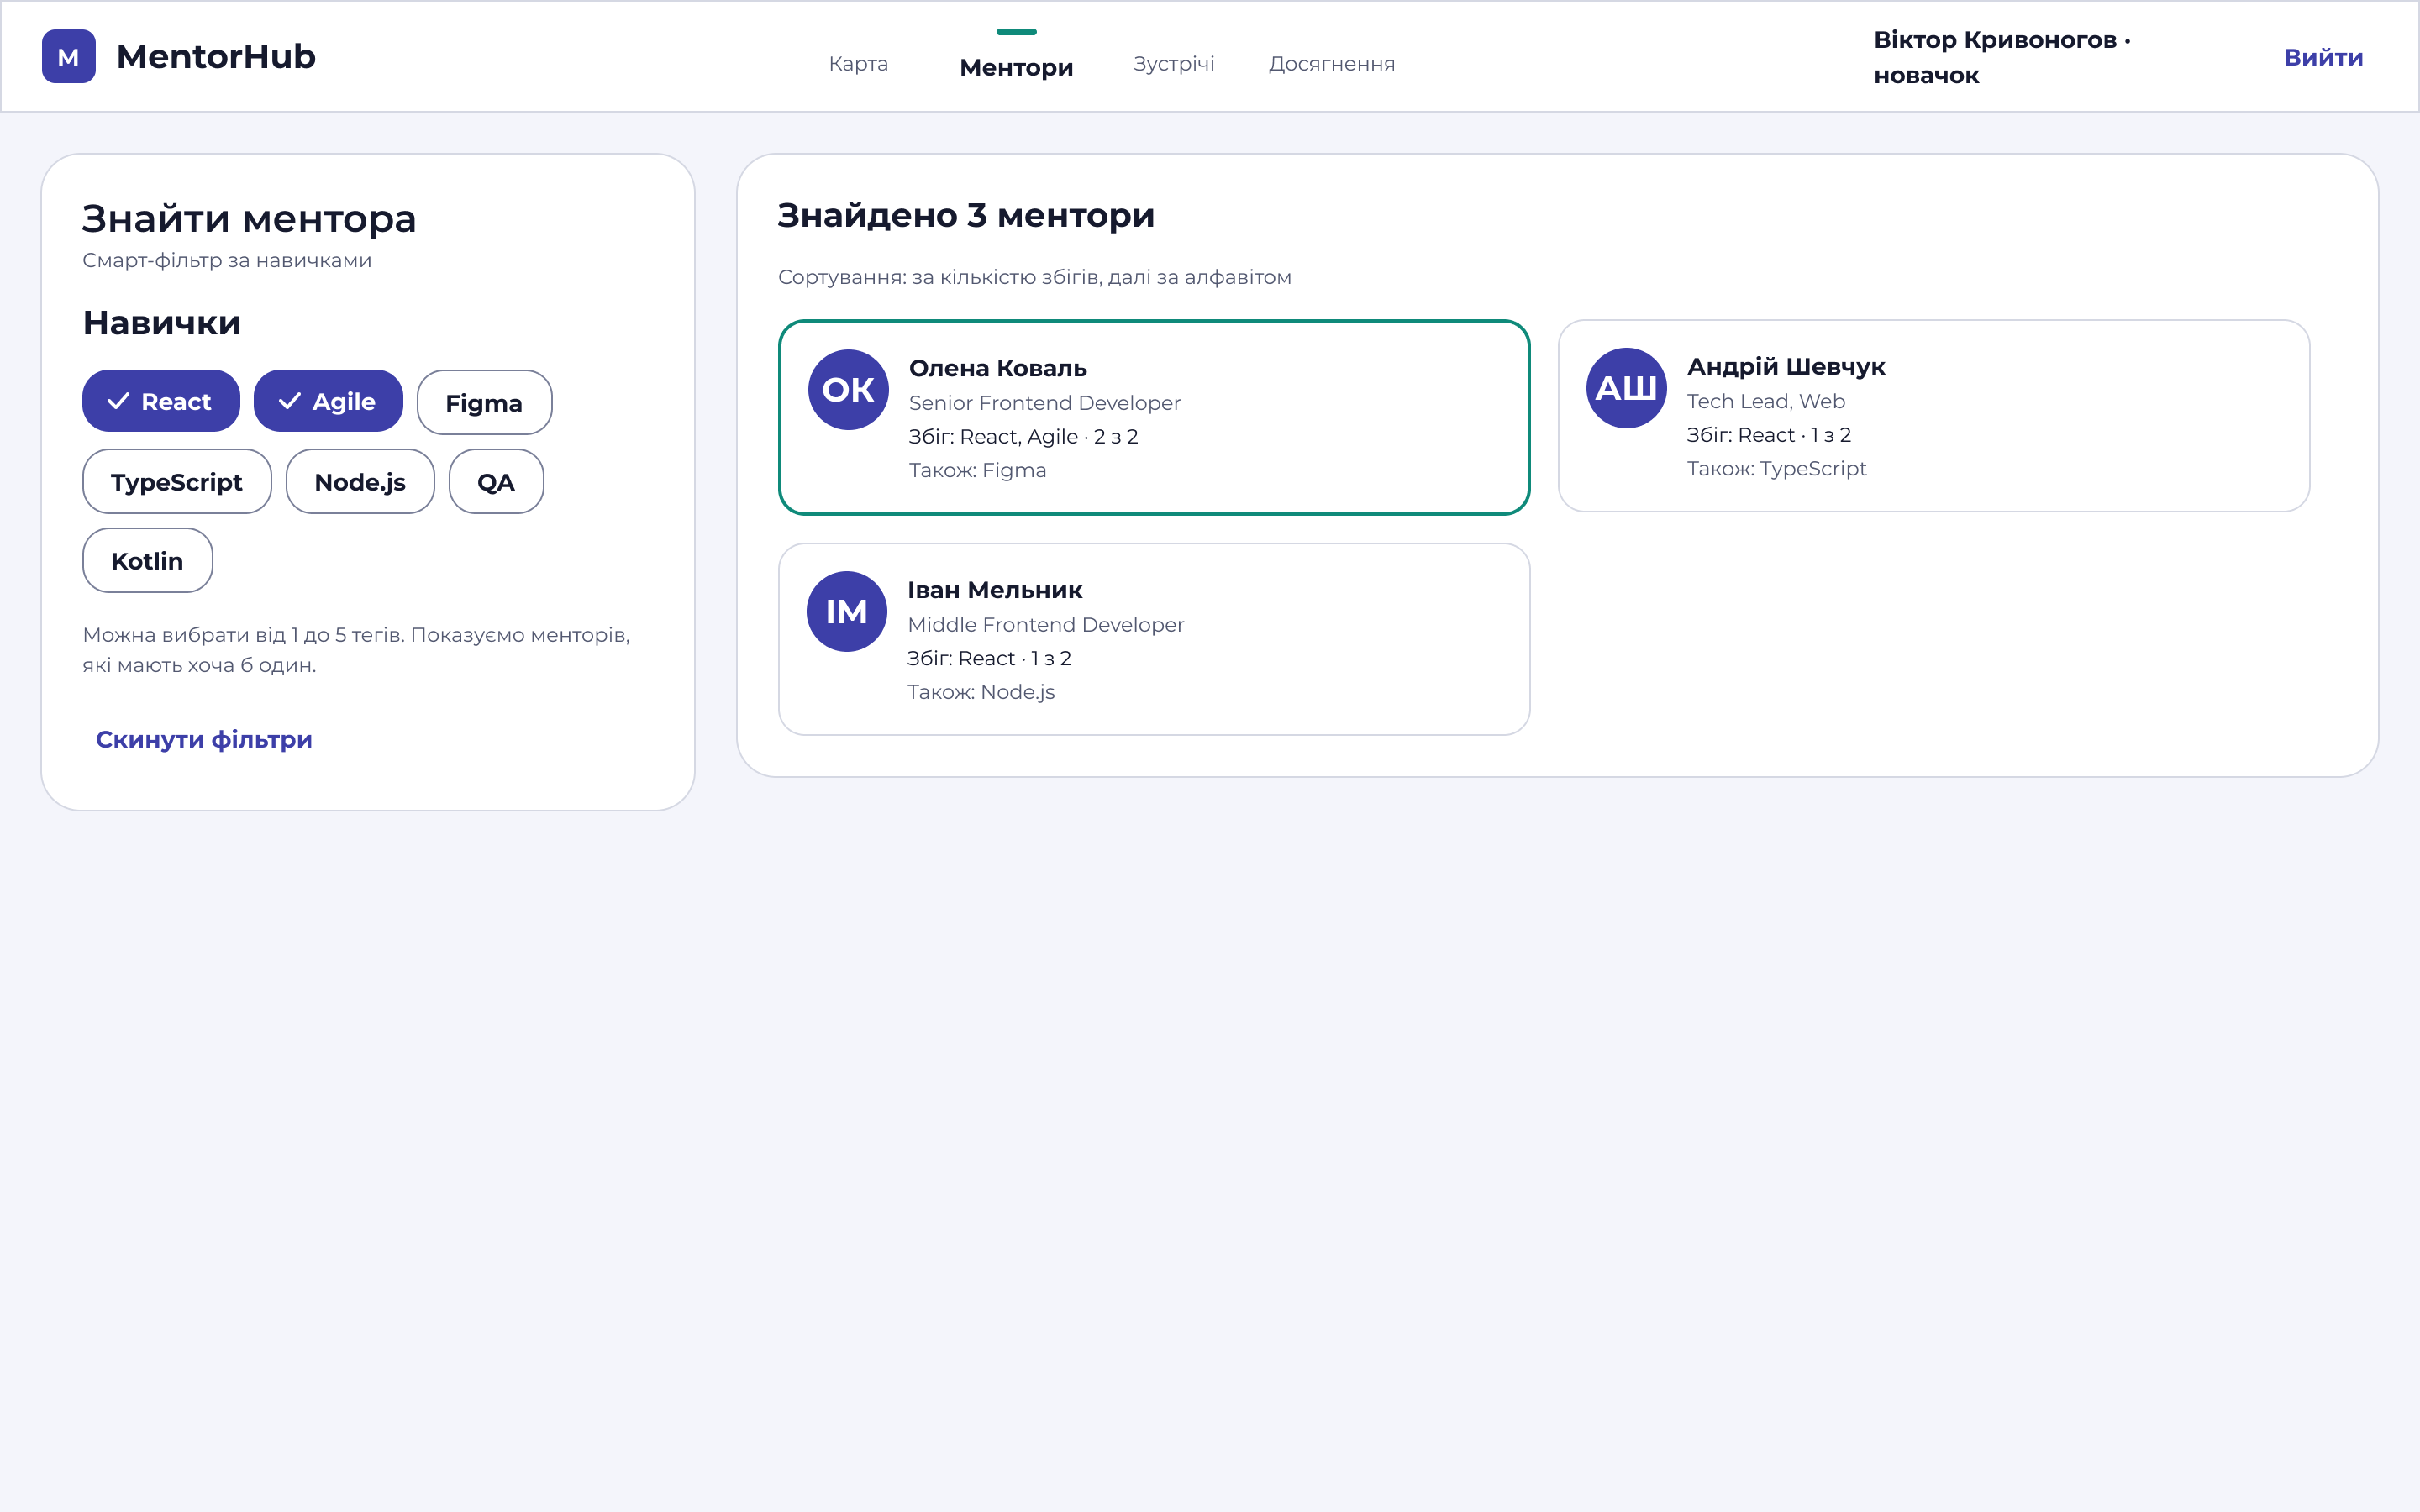 M MentorHub
Карта
Ментори
Зустрічі
Досягнення
Віктор Кривоногов ·
новачок
Вийти
Знайти ментора
Смарт-фільтр за навичками
Навички
React
Agile
Figma
TypeScript
Node.js
QA
Kotlin
Можна вибрати від 1 до 5 тегів. Показуємо менторів,
які мають хоча б один.
Скинути фільтри
Знайдено 3 ментори
Сортування: за кількістю збігів, далі за алфавітом
ОК
Олена Коваль
Senior Frontend Developer
Збіг: React, Agile · 2 з 2
Також: Figma
АШ
Андрій Шевчук
Tech Lead, Web
Збіг: React · 1 з 2
Також: TypeScript
ІМ
Іван Мельник
Middle Frontend Developer
Збіг: React · 1 з 2
Також: Node.js